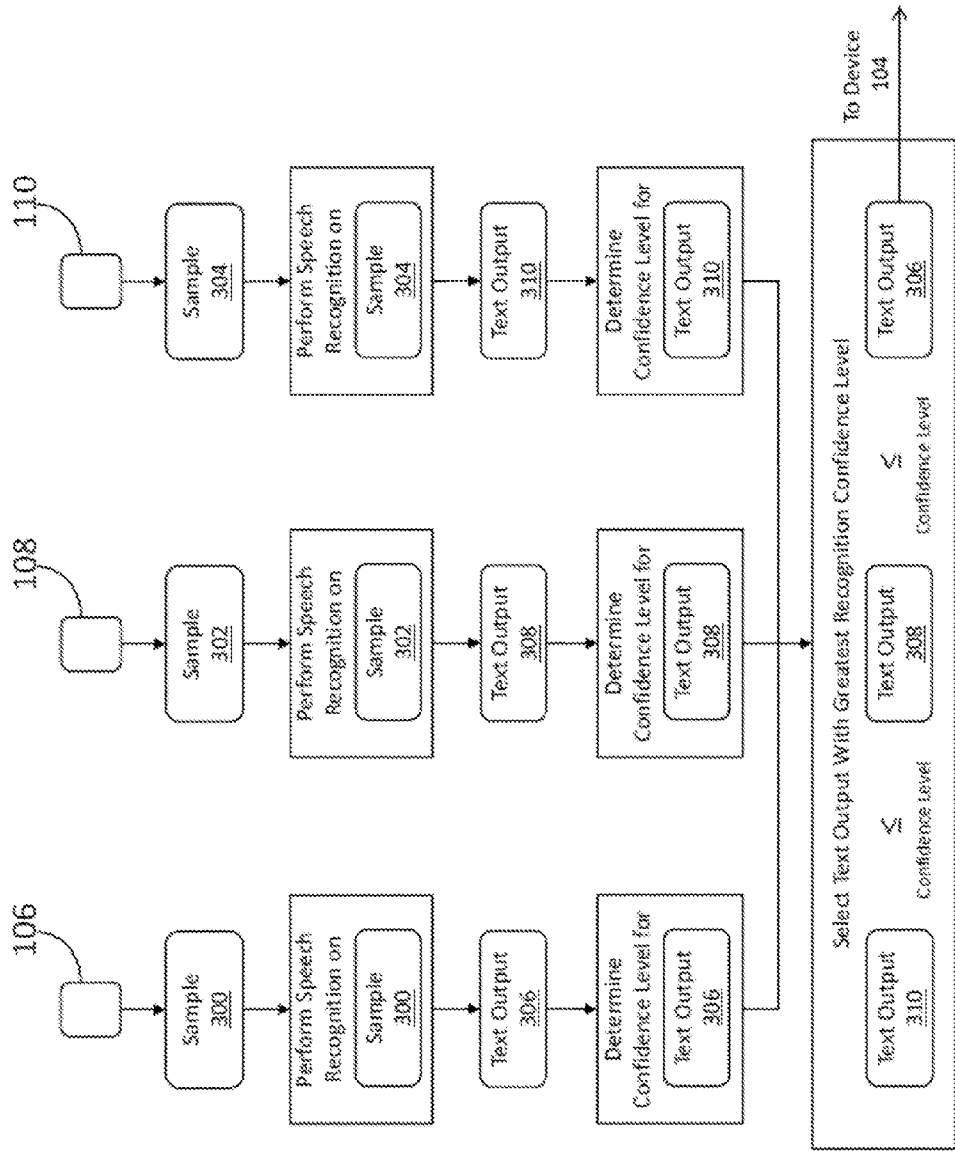 106
108
110
Sample
300
Sample
302
Sample
304
Perform Speech
Recognition on
Sample
300
Perform Speech
Recognition on
Sample
302
Perform Speech
Recognition on
Sample
304
Text Output
306
Text Output
308
Text Output
310
Determine
Confidence Level for
Text Output
306
Determine
Confidence Level for
Text Output
308
Determine
Confidence Level for
Text Output
310
Select Text Output With Greatest Recognition Confidence Level
Text Output
310
≤
Confidence Level
Text Output
308
≤
Confidence Level
Text Output
306
To Device
104